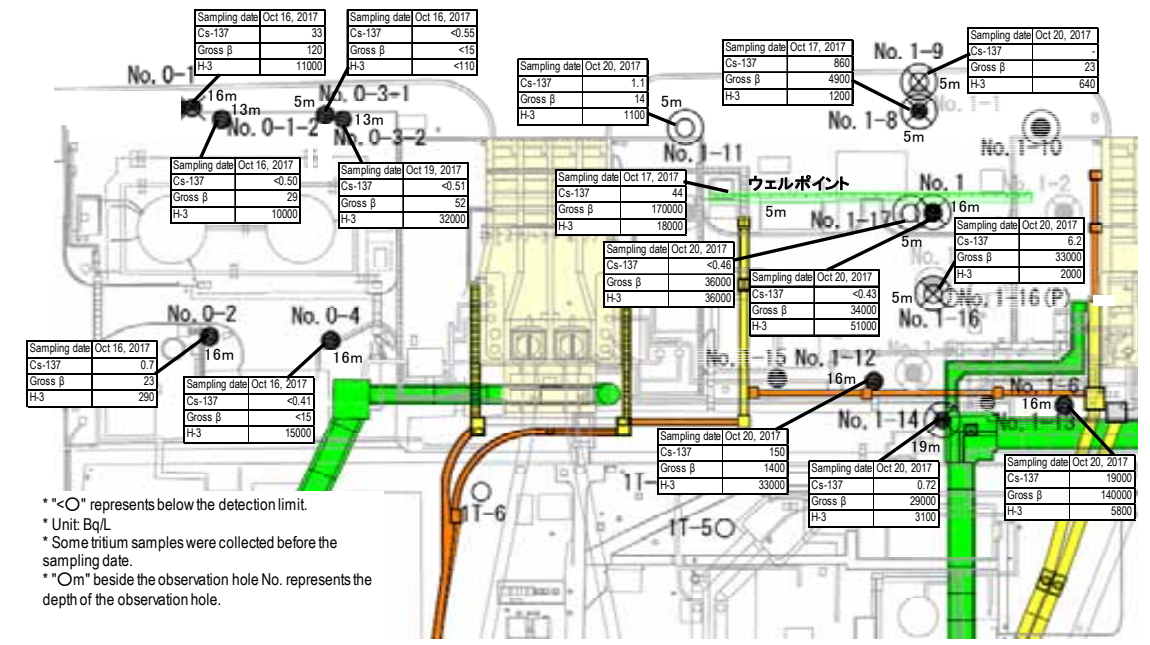 Sampling date Oct 16, 2017
Cs-137 33
Gross β 120
H-3 11000
Sampling date Oct 16, 2017
Cs-137 <0.55
Gross β <15
H-3 <110
Sampling date Oct 20, 2017
Cs-137 1.1
Gross β 14
H-3 1100
Sampling date Oct 17, 2017
Cs-137 860
Gross β 4900
H-3 1200
No. 1-9
Sampling date Oct 20, 2017
Cs-137 -
Gross β 23
H-3 640
No. 0-1
16m
13m
No. 0-1-2
5m
No. 0-3-1
13m
No. 0-3-2
5m
No. 1-11
5m
No. 1-8
5m
No. 1-1
No. 1-10
Sampling date Oct 16, 2017
Cs-137 <0.50
Gross β 29
H-3 10000
Sampling date Oct 19, 2017
Cs-137 <0.51
Gross β 52
H-3 32000
Sampling date Oct 17, 2017
Cs-137 44
Gross β 170000
H-3 18000
ウェルポイント
5m
No. 1
16m
No. 1-2
No. 1-17
5m
Sampling date Oct 20, 2017
Cs-137 <0.46
Gross β 36000
H-3 36000
Sampling date Oct 20, 2017
Cs-137 <0.43
Gross β 34000
H-3 51000
Sampling date Oct 20, 2017
Cs-137 6.2
Gross β 33000
H-3 2000
5m
No. 1-16(P)
No. 1-16
No. 0-2
16m
No. 0-4
16m
Sampling date Oct 16, 2017
Cs-137 0.7
Gross β 23
H-3 290
Sampling date Oct 16, 2017
Cs-137 <0.41
Gross β <15
H-3 15000
No. 1-15
No. 1-12
16m
No. 1-6
16m
No. 1-13
No. 1-14
19m
Sampling date Oct 20, 2017
Cs-137 150
Gross β 1400
H-3 33000
Sampling date Oct 20, 2017
Cs-137 0.72
Gross β 29000
H-3 3100
Sampling date Oct 20, 2017
Cs-137 19000
Gross β 140000
H-3 5800
1T-6
1T-5
* "<○" represents below the detection limit.
* Unit: Bq/L
* Some tritium samples were collected before the
sampling date.
* "○m" beside the observation hole No. represents the
depth of the observation hole.